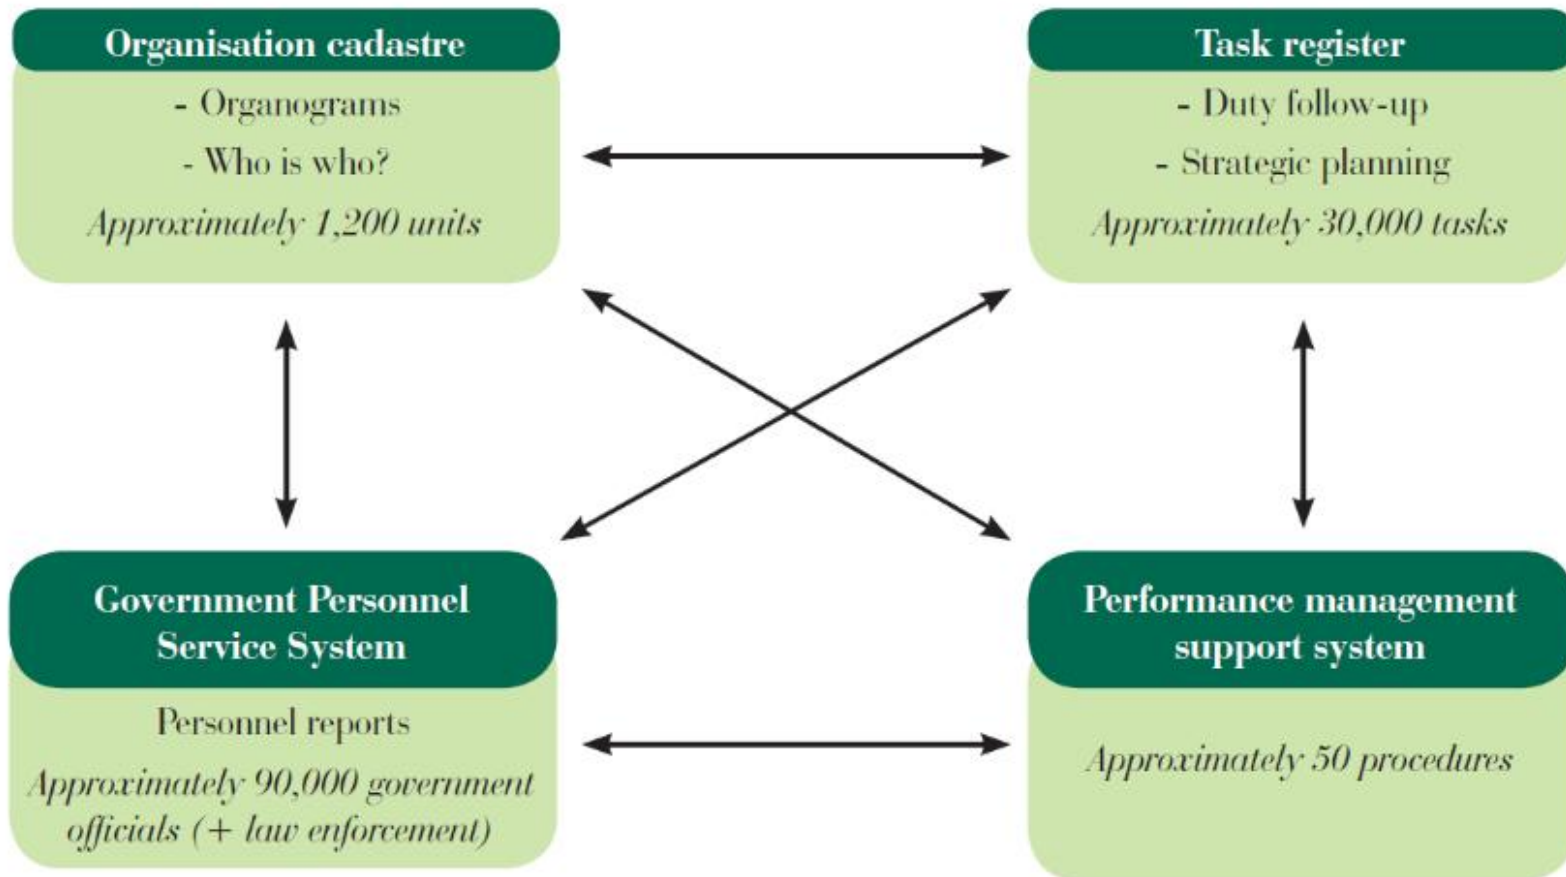 Organisation cadastre
- Organograms
- Who is who?
Approximately 1,200 units
Task register
- Duty follow-up
- Strategic planning
Approximately 30,000 tasks
Government Personnel
Service System
Personnel reports
Approximately 90,000 government
officials (+ law enforcement)
Performance management
support system
Approximately 50 procedures